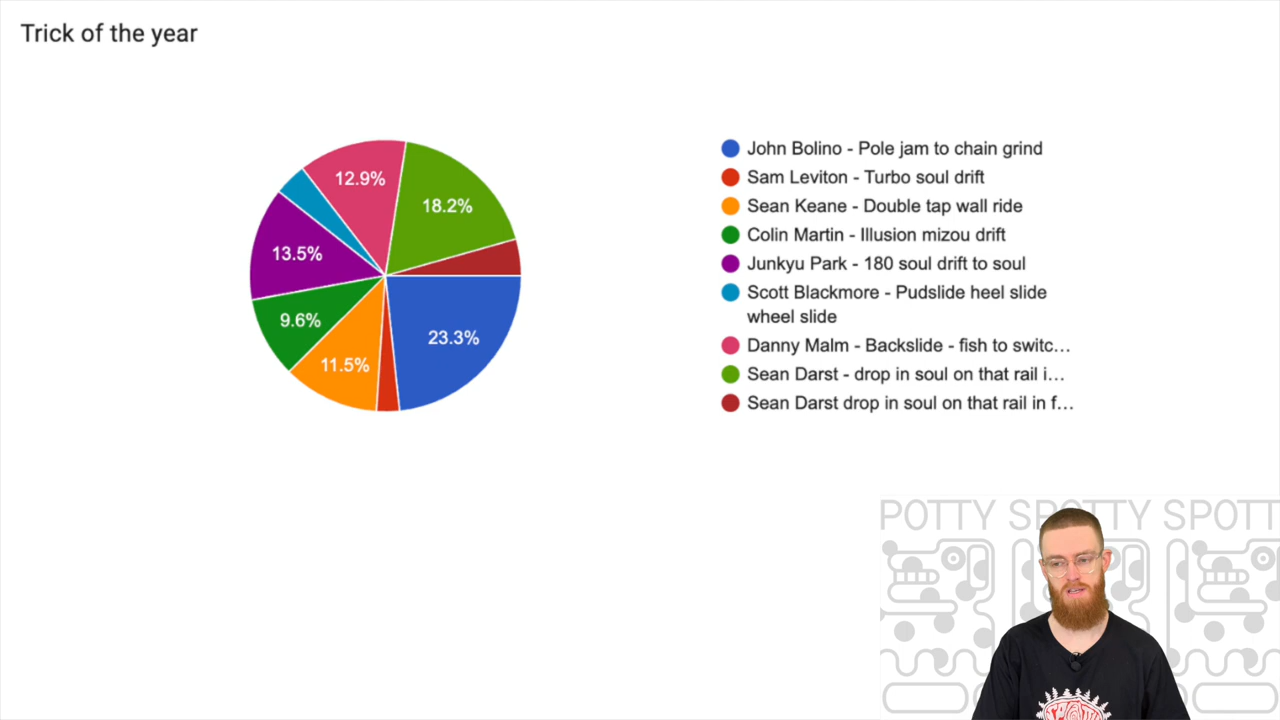 Trick of the year
12.9%
18.2%
13.5%
9.6%
11.5%
23.3%
John Bolino - Pole jam to chain grind
Sam Leviton - Turbo soul drift
Sean Keane - Double tap wall ride
Colin Martin - Illusion mizou drift
Junkyu Park - 180 soul drift to soul
Scott Blackmore - Pudslide heel slide
wheel slide
Danny Malm - Backslide - fish to switc...
Sean Darst - drop in soul on that rail i...
Sean Darst drop in soul on that rail in f...
POTTY SPOTTY SPOTT